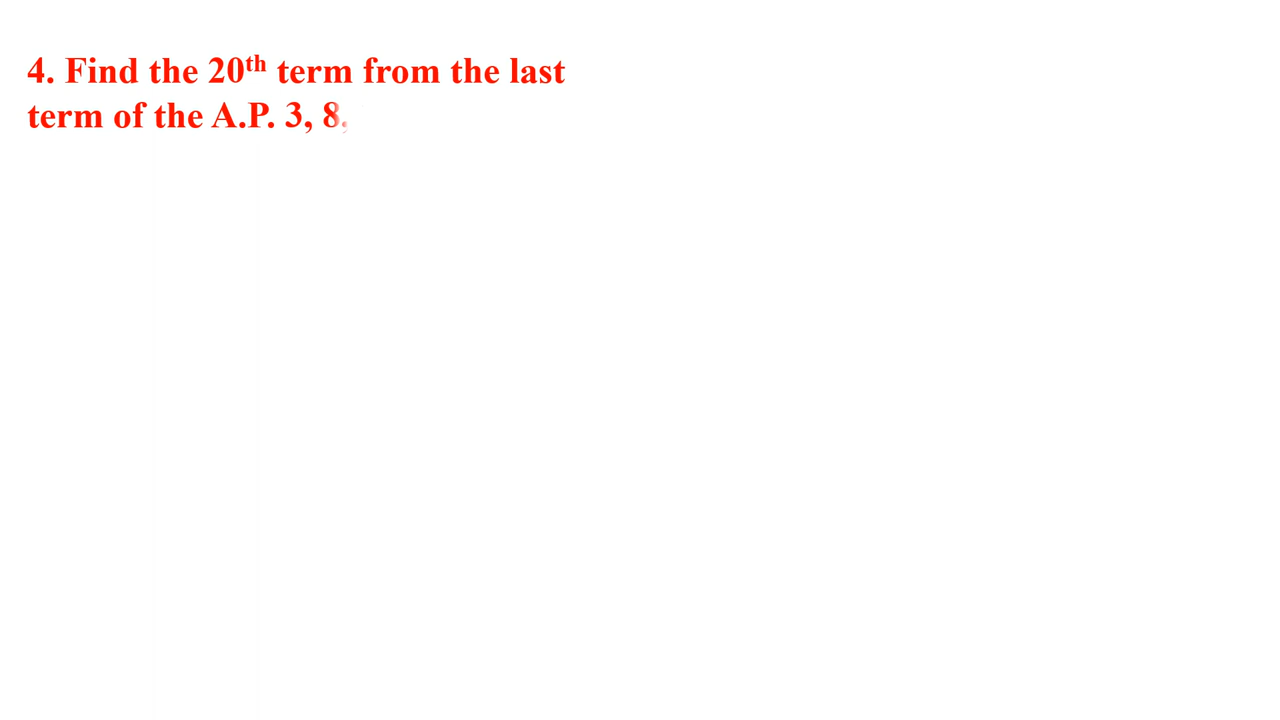 4. Find the 20th term from the last
term of the A.P. 3, 8,